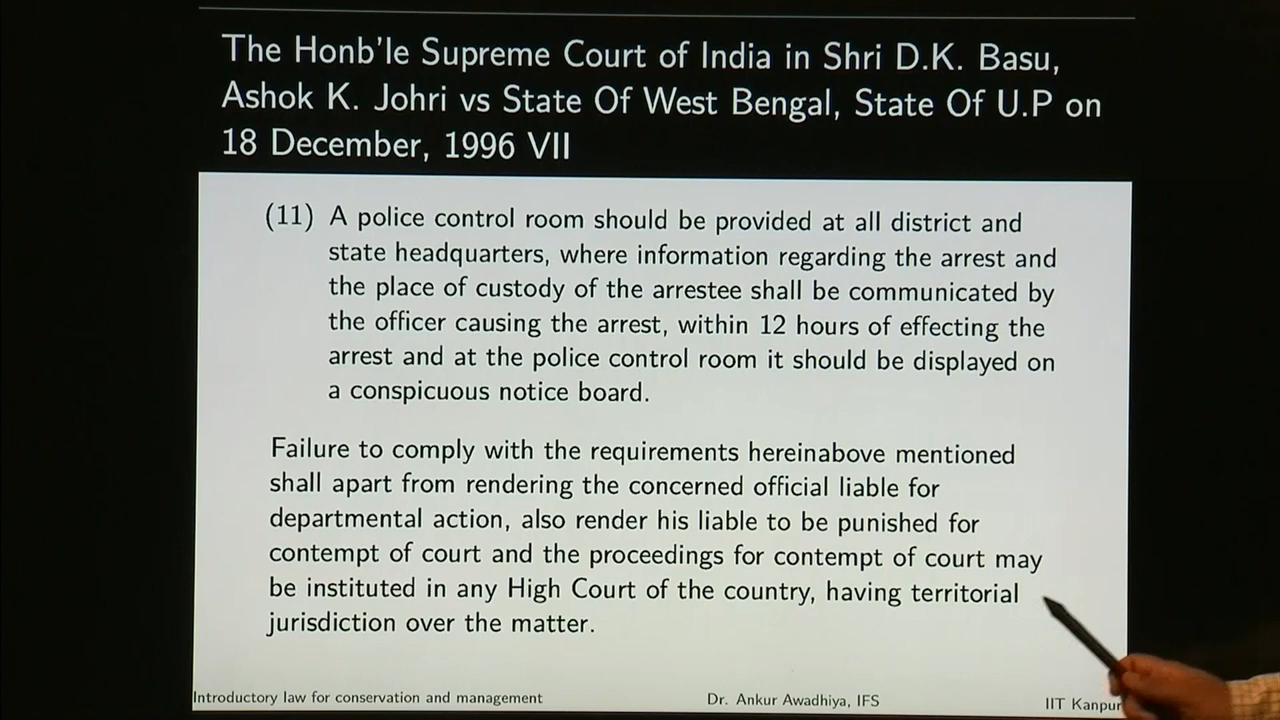 The Honb'le Supreme Court of India in Shri D.K. Basu,
Ashok K. Johri vs State Of West Bengal, State Of U.P on
18 December, 1996 VII
(11) A police control room should be provided at all district and
state headquarters, where information regarding the arrest and
the place of custody of the arrestee shall be communicated by
the officer causing the arrest, within 12 hours of effecting the
arrest and at the police control room it should be displayed on
a conspicuous notice board.
Failure to comply with the requirements hereinabove mentioned
shall apart from rendering the concerned official liable for
departmental action, also render his liable to be punished for
contempt of court and the proceedings for contempt of court may
be instituted in any High Court of the country, having territorial
jurisdiction over the matter.
Introductory law for conservation and management Dr. Ankur Awadhiya, IFS IIT Kanpur